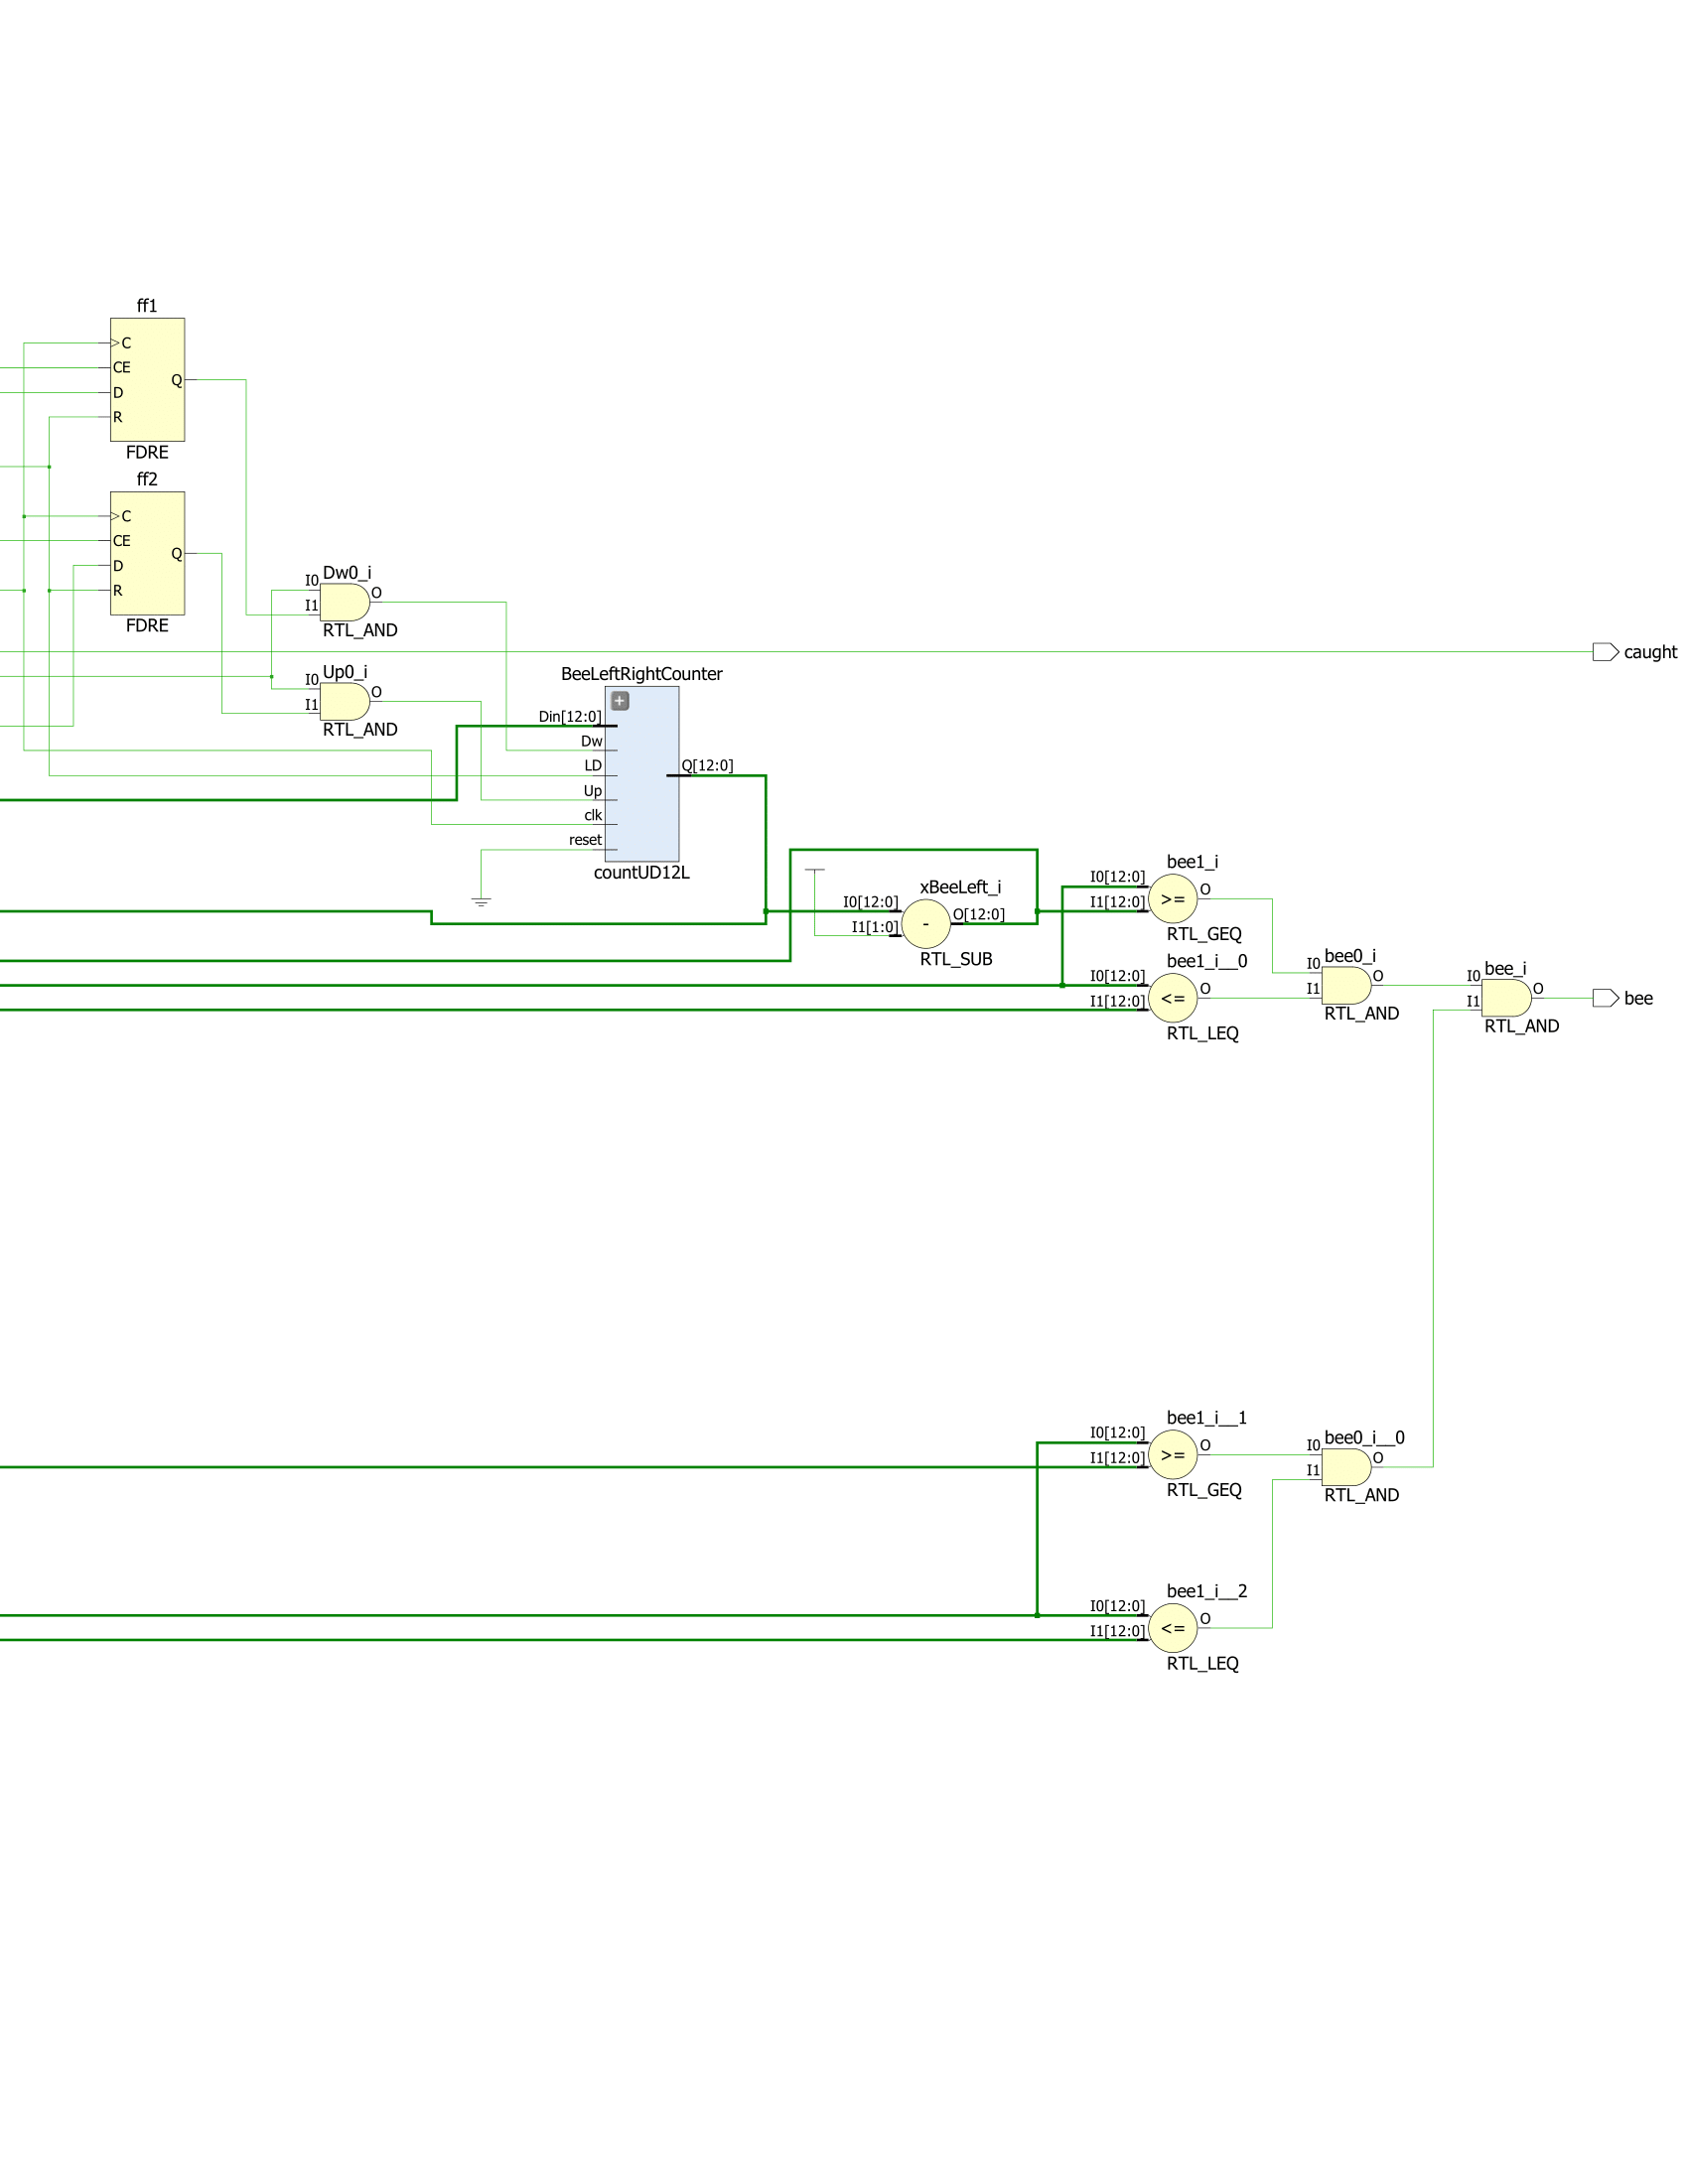 ff1
C
CE
D
R
Q
FDRE
ff2
C
CE
D
R
Q
FDRE
Dw0_i
I0
I1
O
RTL_AND
Up0_i
I0
I1
O
RTL_AND
caught
BeeLeftRightCounter
+
Din[12:0]
Dw
LD
Up
clk
reset
Q[12:0]
countUD12L
xBeeLeft_i
I0[12:0]
I1[1:0]
-
O[12:0]
RTL_SUB
bee1_i
I0[12:0]
I1[12:0]
>=
O
RTL_GEQ
bee1_i__0
I0[12:0]
I1[12:0]
<=
O
RTL_LEQ
bee0_i
I0
I1
O
RTL_AND
bee_i
I0
I1
O
RTL_AND
bee
bee1_i__1
I0[12:0]
I1[12:0]
>=
O
RTL_GEQ
bee0_i__0
I0
I1
O
RTL_AND
bee1_i__2
I0[12:0]
I1[12:0]
<=
O
RTL_LEQ